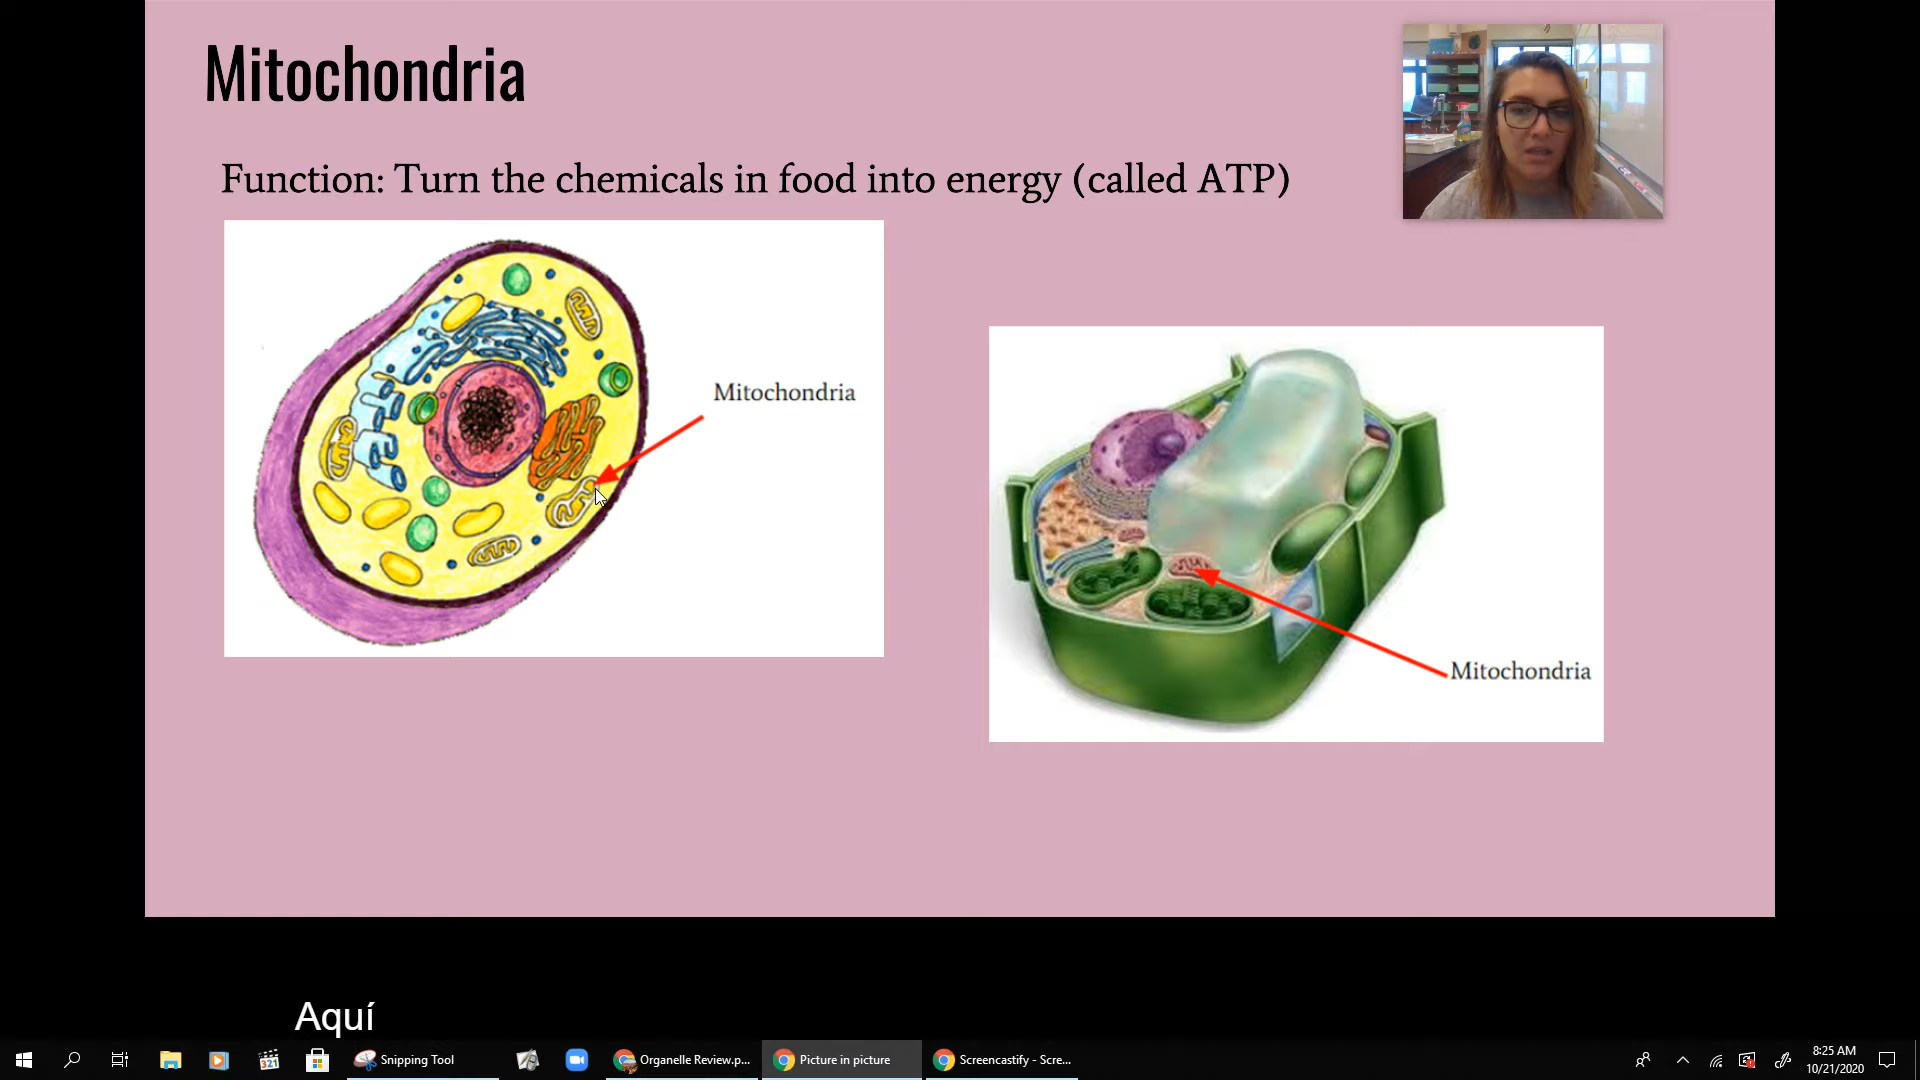 Mitochondria
Function: Turn the chemicals in food into energy (called ATP)
Mitochondria
Mitochondria
Aquí
Snipping Tool
Organelle Review.p...
Picture in picture
Screencastify - Scre...
8:25 AM
10/21/2020